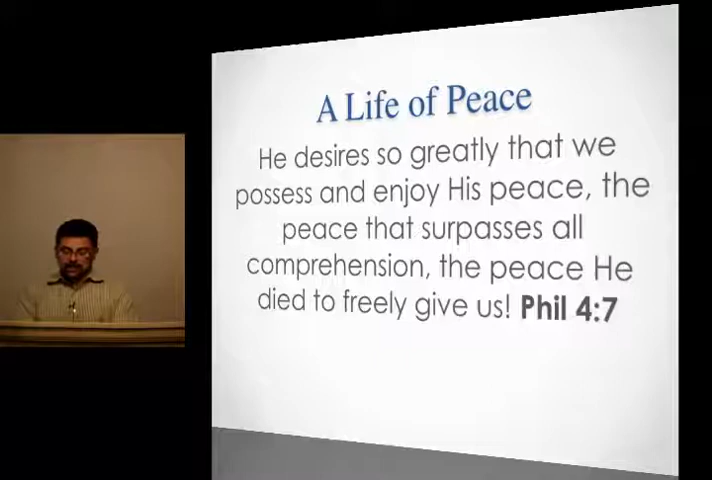 A Life of Peace
He desires so greatly that we
possess and enjoy His peace, the
peace that surpasses all
comprehension, the peace He
died to freely give us! Phil 4:7